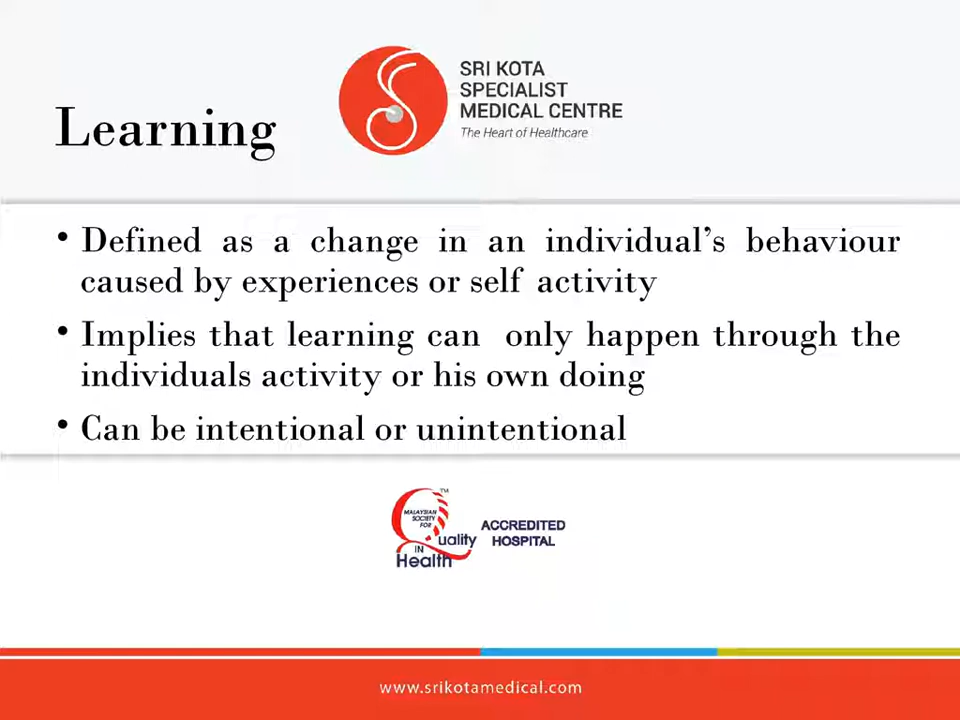 Learning
SRI KOTA
SPECIALIST
MEDICAL CENTRE
The Heart of Healthcare
• Defined as a change in an individual’s behaviour
caused by experiences or self activity
• Implies that learning can only happen through the
individuals activity or his own doing
• Can be intentional or unintentional
MALAYSIAN
SOCIETY
FOR
Quality
IN
Health
TM
ACCREDITED
HOSPITAL
www.srikotamedical.com